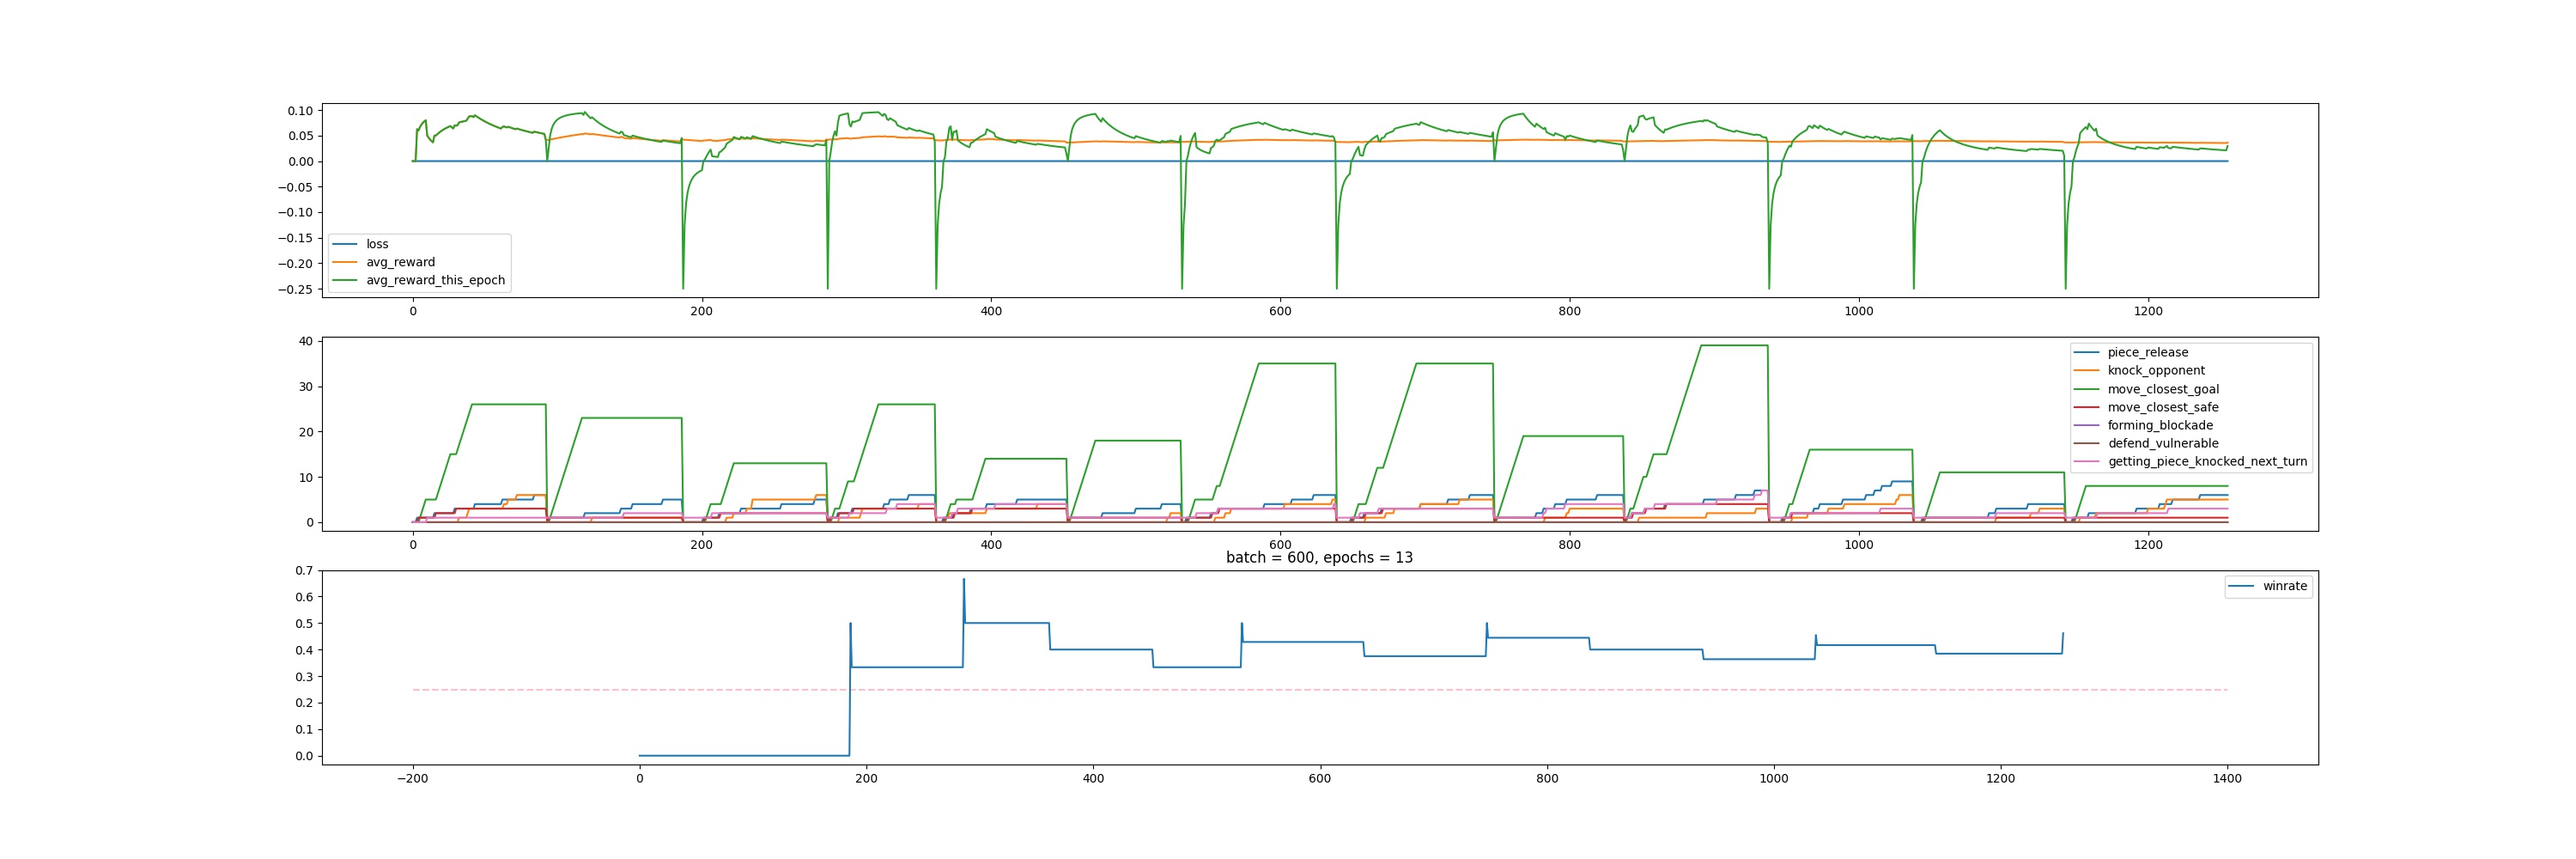 0.10
0.05
0.00
−0.05
−0.10
−0.15
−0.20
−0.25
loss
avg_reward
avg_reward_this_epoch
0 200 400 600 800 1000 1200
40
30
20
10
0
piece_release
knock_opponent
move_closest_goal
move_closest_safe
forming_blockade
defend_vulnerable
getting_piece_knocked_next_turn
0 200 400 600 800 1000 1200
batch = 600, epochs = 13
0.7
0.6
0.5
0.4
0.3
0.2
0.1
0.0
winrate
−200 0 200 400 600 800 1000 1200 1400